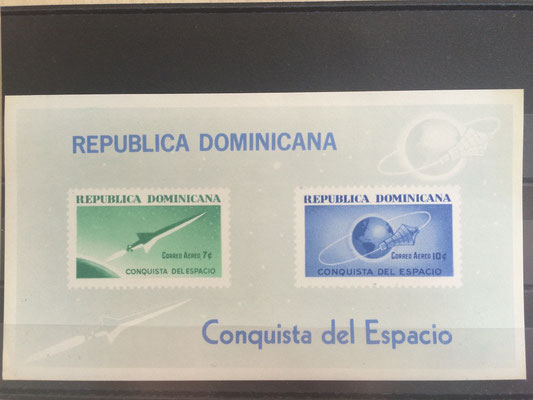 REPUBLICA DOMINICANA
REPUBLICA DOMINICANA
CORREO AEREO 7¢
CONQUISTA DEL ESPACIO
REPUBLICA DOMINICANA
CORREO AEREO 10¢
CONQUISTA DEL ESPACIO
Conquista del Espacio